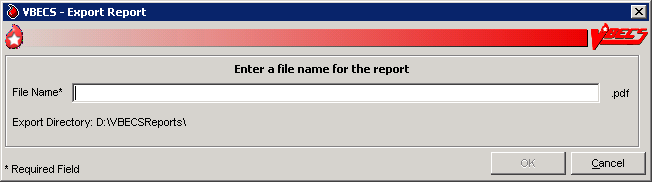 VBECS - Export Report
VBECS
Enter a file name for the report
File Name* .pdf
Export Directory: D:\VBECSReports\
* Required Field
OK Cancel